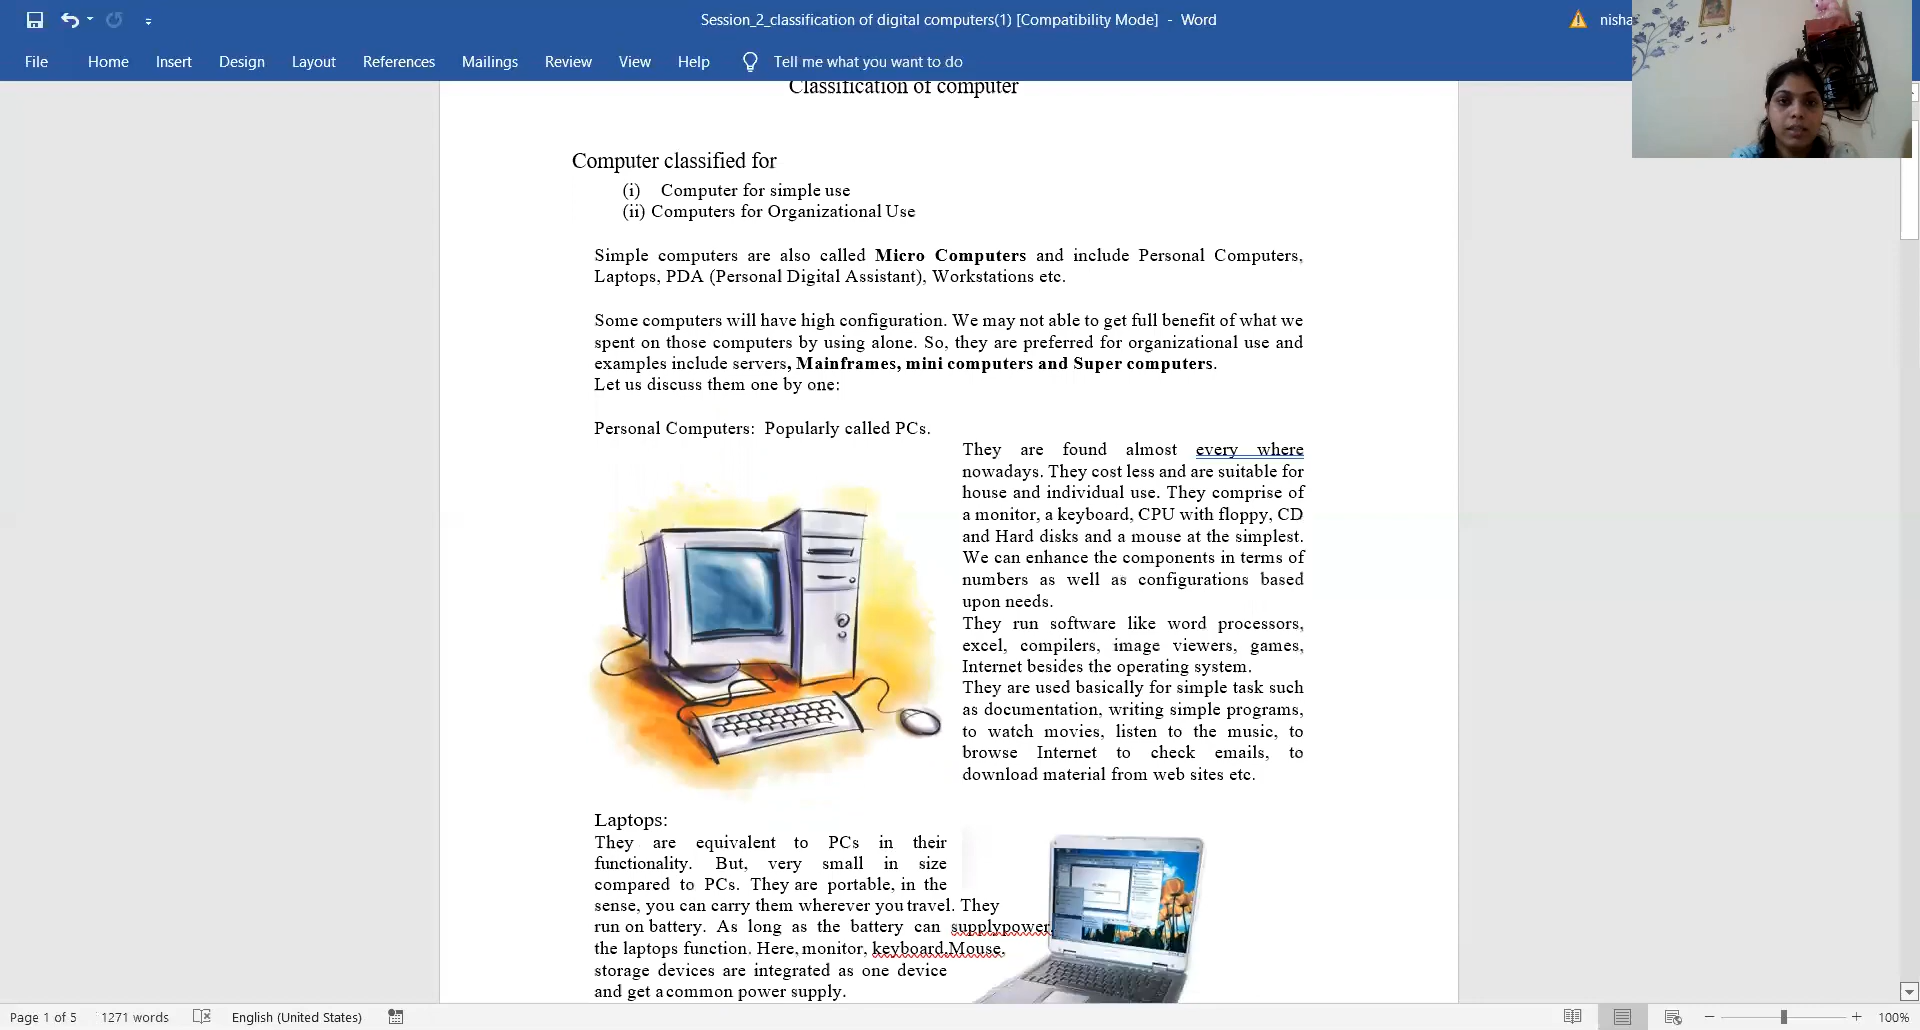 Session_2_classification of digital computers(1) [Compatibility Mode] - Word
nisha
File Home Insert Design Layout References Mailings Review View Help Tell me what you want to do
Classification of computer
Computer classified for
(i) Computer for simple use
(ii) Computers for Organizational Use
Simple computers are also called Micro Computers and include Personal Computers,
Laptops, PDA (Personal Digital Assistant), Workstations etc.
Some computers will have high configuration. We may not able to get full benefit of what we
spent on those computers by using alone. So, they are preferred for organizational use and
examples include servers, Mainframes, mini computers and Super computers.
Let us discuss them one by one:
Personal Computers: Popularly called PCs.
They are found almost every where
nowadays. They cost less and are suitable for
house and individual use. They comprise of
a monitor, a keyboard, CPU with floppy, CD
and Hard disks and a mouse at the simplest.
We can enhance the components in terms of
numbers as well as configurations based
upon needs.
They run software like word processors,
excel, compilers, image viewers, games,
Internet besides the operating system.
They are used basically for simple task such
as documentation, writing simple programs,
to watch movies, listen to the music, to
browse Internet to check emails, to
download material from web sites etc.
Laptops:
They are equivalent to PCs in their
functionality. But, very small in size
compared to PCs. They are portable, in the
sense, you can carry them wherever you travel. They
run on battery. As long as the battery can supplypower,
the laptops function. Here, monitor, keyboard,Mouse,
storage devices are integrated as one device
and get a common power supply.
Page 1 of 5 1271 words English (United States) 100%